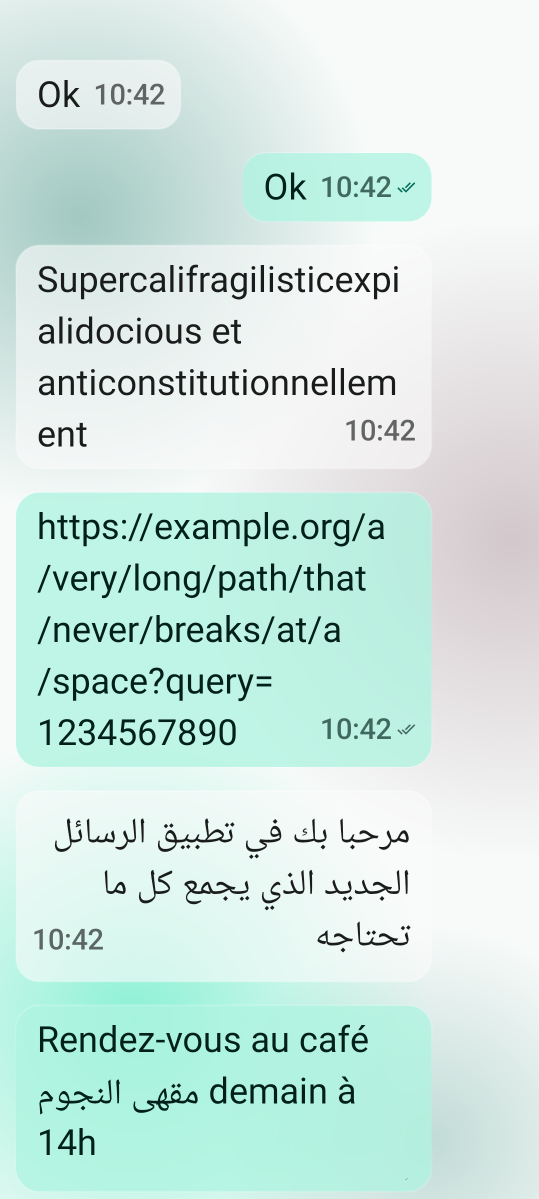 Ok 10:42
Ok 10:42
Supercalifragilisticexpi
alidocious et
anticonstitutionnellem
ent 10:42
https://example.org/a
/very/long/path/that
/never/breaks/at/a
/space?query=
1234567890 10:42
مرحبا بك في تطبيق الرسائل
الجديد الذي يجمع كل ما
تحتاجه 10:42
Rendez-vous au café
مقهى النجوم demain à
14h